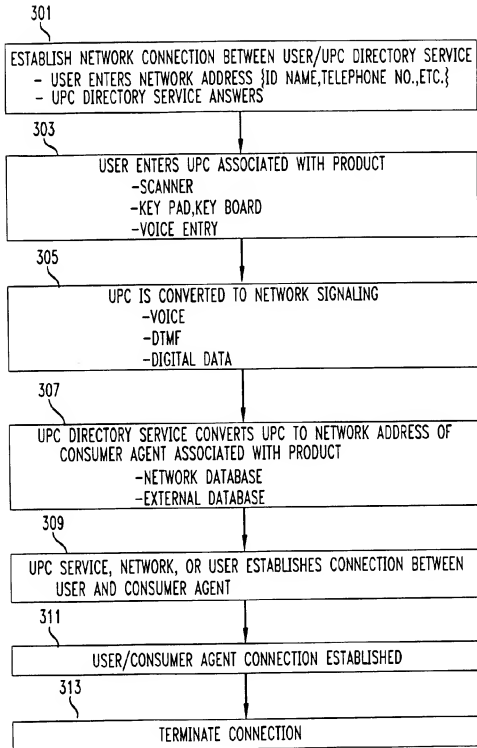 301
ESTABLISH NETWORK CONNECTION BETWEEN USER/UPC DIRECTORY SERVICE
- USER ENTERS NETWORK ADDRESS {ID NAME,TELEPHONE NO.,ETC.}
- UPC DIRECTORY SERVICE ANSWERS
303
USER ENTERS UPC ASSOCIATED WITH PRODUCT
-SCANNER
-KEY PAD,KEY BOARD
-VOICE ENTRY
305
UPC IS CONVERTED TO NETWORK SIGNALING
-VOICE
-DTMF
-DIGITAL DATA
307
UPC DIRECTORY SERVICE CONVERTS UPC TO NETWORK ADDRESS OF
CONSUMER AGENT ASSOCIATED WITH PRODUCT
-NETWORK DATABASE
-EXTERNAL DATABASE
309
UPC SERVICE, NETWORK, OR USER ESTABLISHES CONNECTION BETWEEN
USER AND CONSUMER AGENT
311
USER/CONSUMER AGENT CONNECTION ESTABLISHED
313
TERMINATE CONNECTION